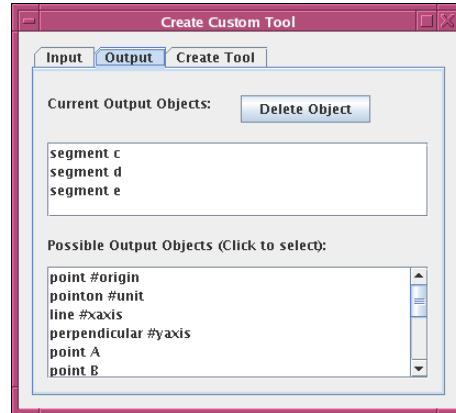 Create Custom Tool
Input Output Create Tool
Current Output Objects: Delete Object
segment c
segment d
segment e
Possible Output Objects (Click to select):
point #origin
pointon #unit
line #xaxis
perpendicular #yaxis
point A
point B